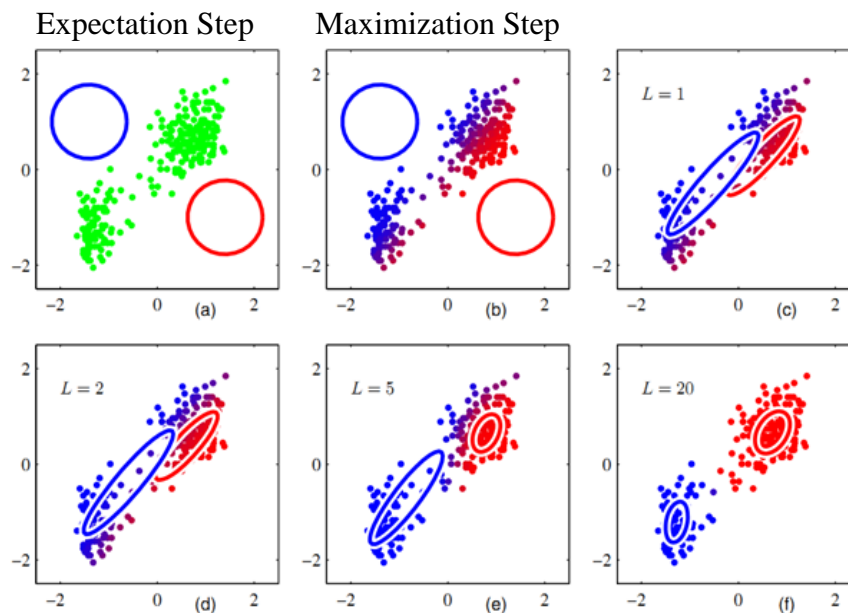 Expectation Step Maximization Step
2
0
−2
−2 0 (a) 2
2
0
−2
−2 0 (b) 2
2
L = 1
0
−2
−2 0 (c) 2
2
L = 2
0
−2
−2 0 (d) 2
2
L = 5
0
−2
−2 0 (e) 2
2
L = 20
0
−2
−2 0 (f) 2